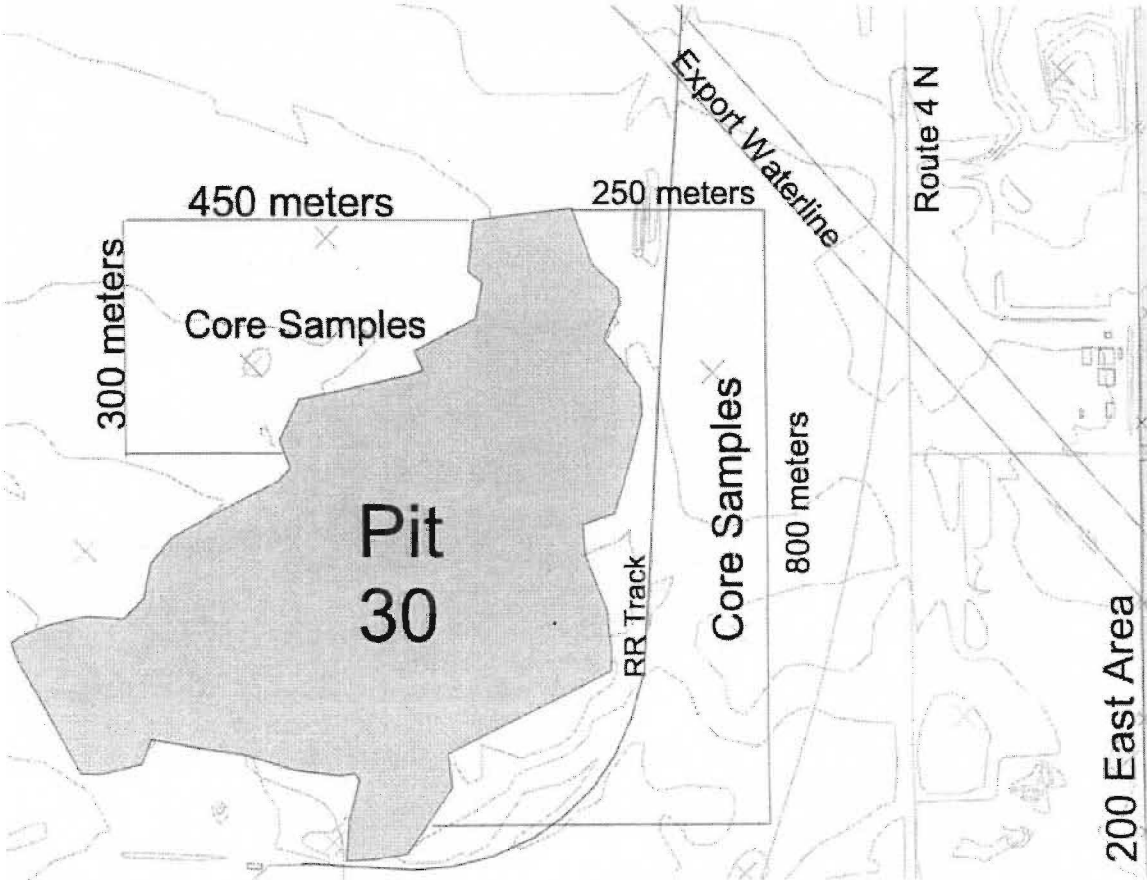 450 meters
250 meters
Export Waterline
Route 4 N
300 meters
Core Samples
Core Samples
800 meters
Pit
30
RR Track
200 East Area